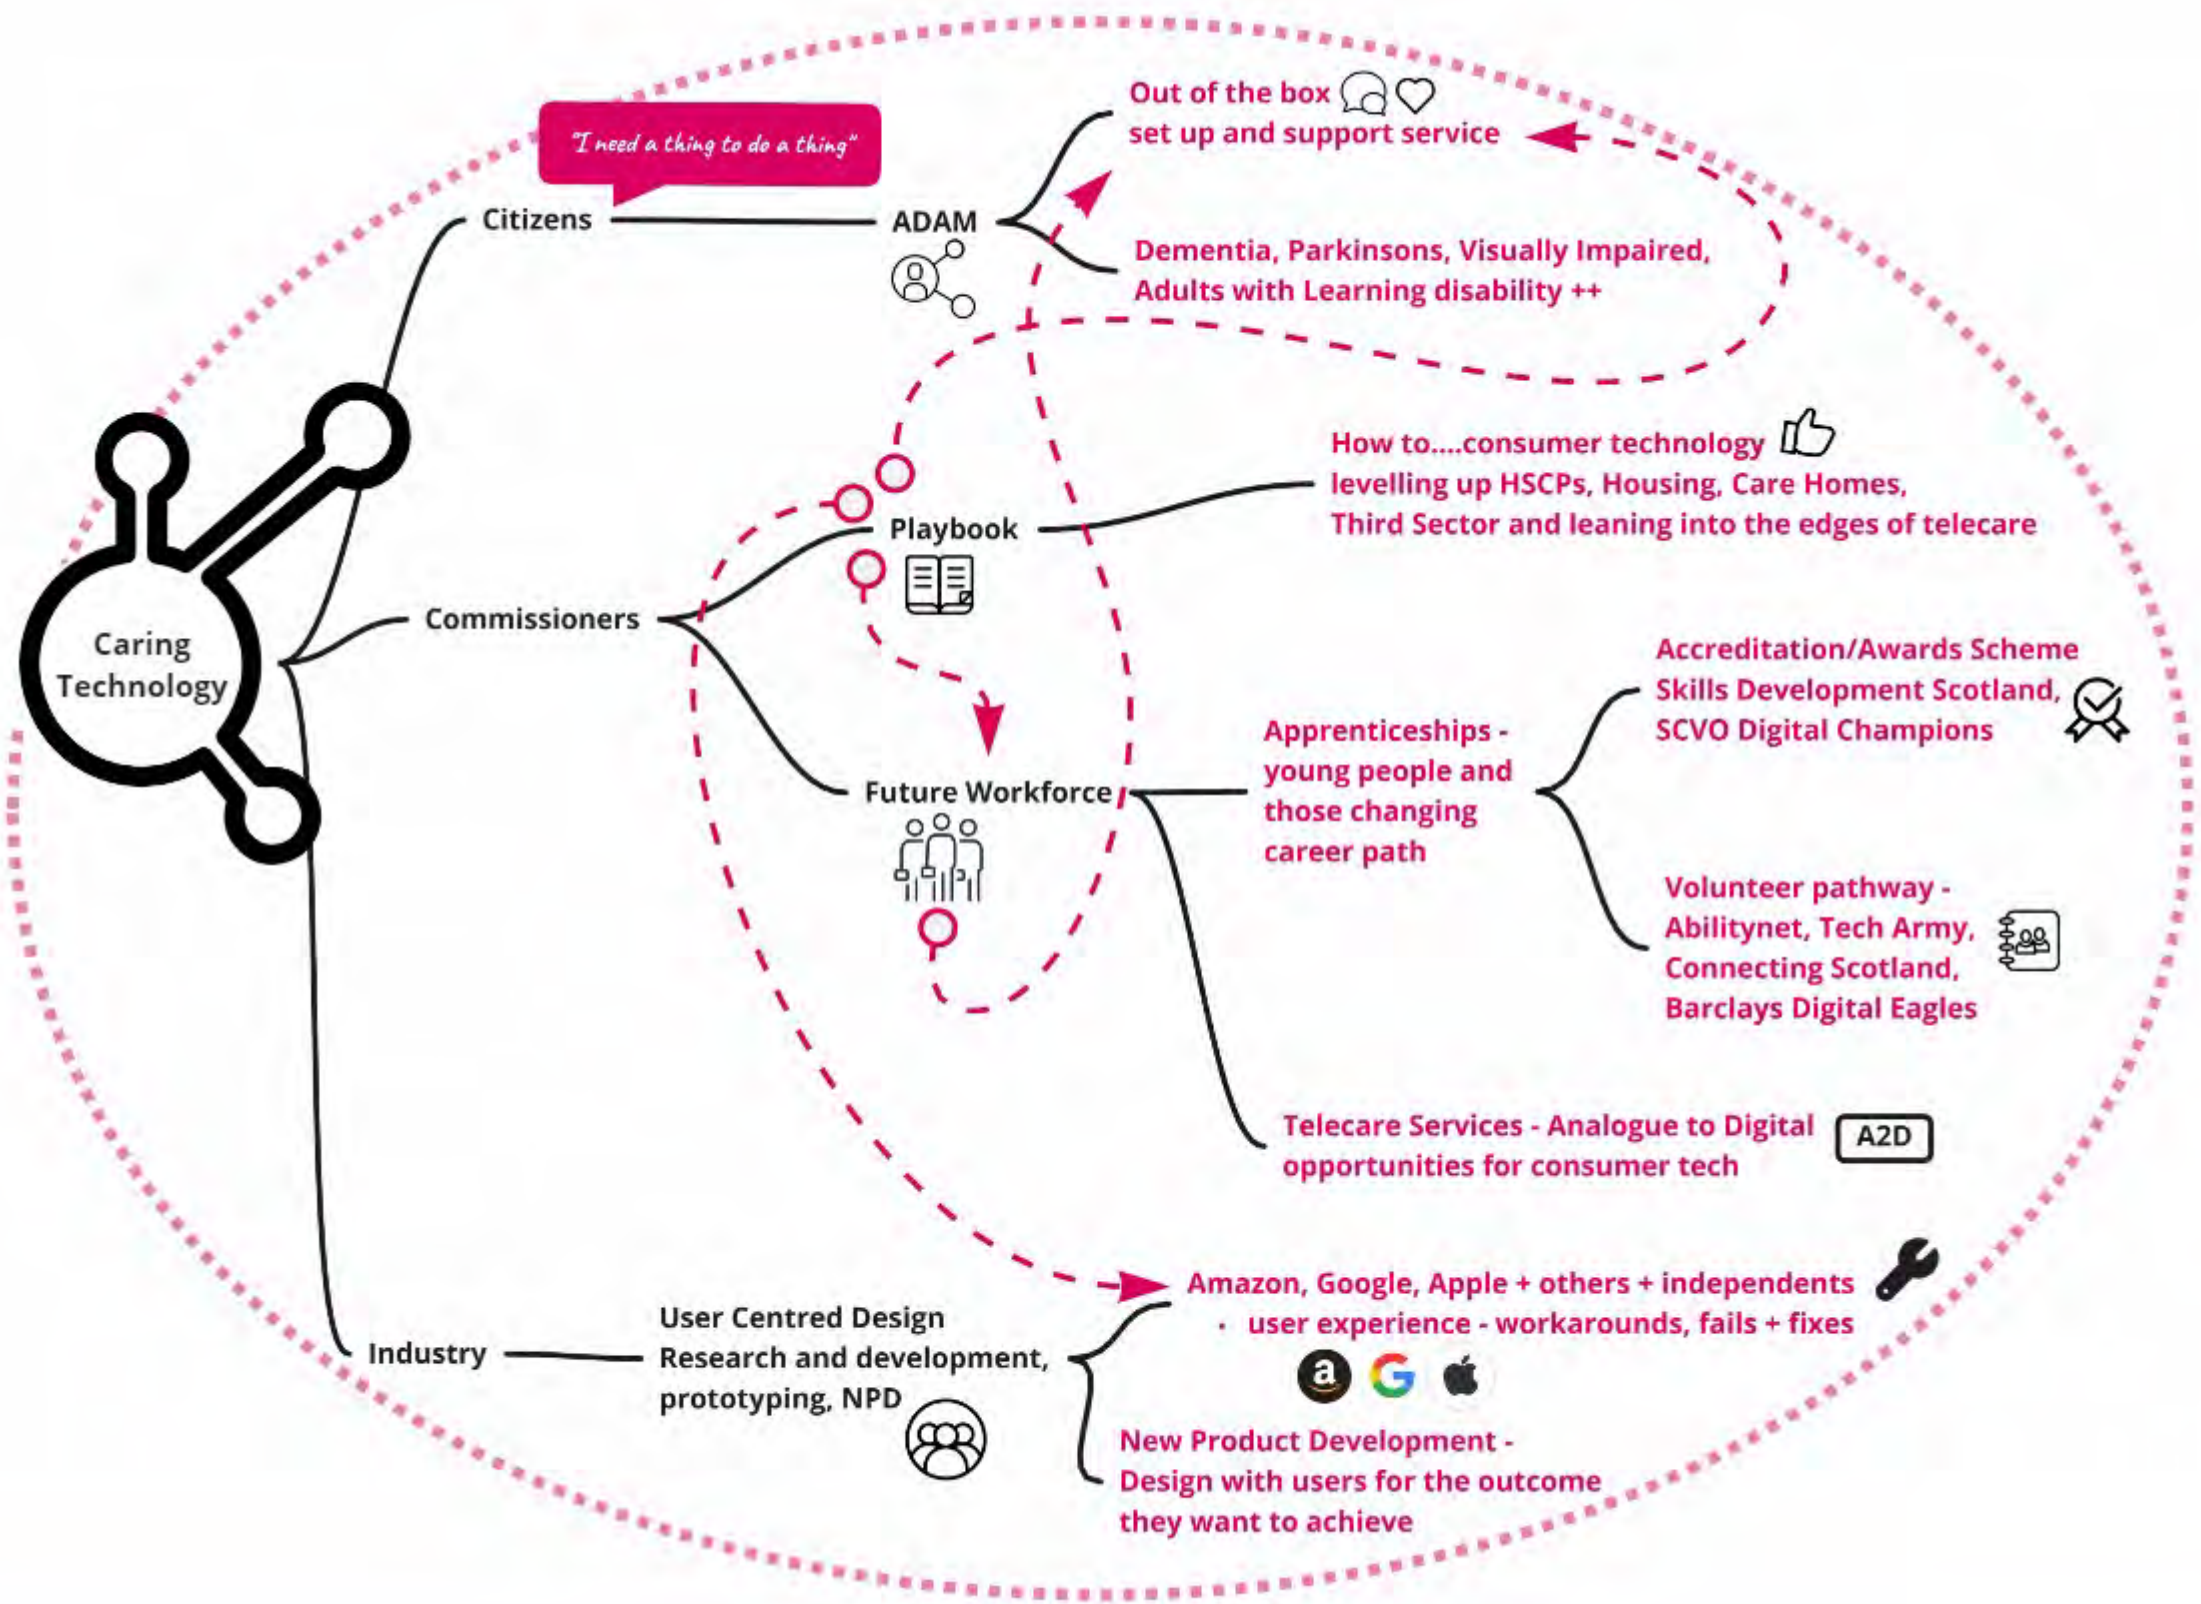 "I need a thing to do a thing"
Citizens
ADAM
Out of the box
set up and support service
Dementia, Parkinsons, Visually Impaired,
Adults with Learning disability ++
Caring
Technology
Commissioners
Playbook
How to....consumer technology
levelling up HSCPs, Housing, Care Homes,
Third Sector and leaning into the edges of telecare
Future Workforce
Apprenticeships -
young people and
those changing
career path
Accreditation/Awards Scheme
Skills Development Scotland,
SCVO Digital Champions
Volunteer pathway -
Abilitynet, Tech Army,
Connecting Scotland,
Barclays Digital Eagles
Telecare Services - Analogue to Digital
opportunities for consumer tech
A2D
Industry
User Centred Design
Research and development,
prototyping, NPD
Amazon, Google, Apple + others + independents
· user experience - workarounds, fails + fixes
a G
New Product Development -
Design with users for the outcome
they want to achieve